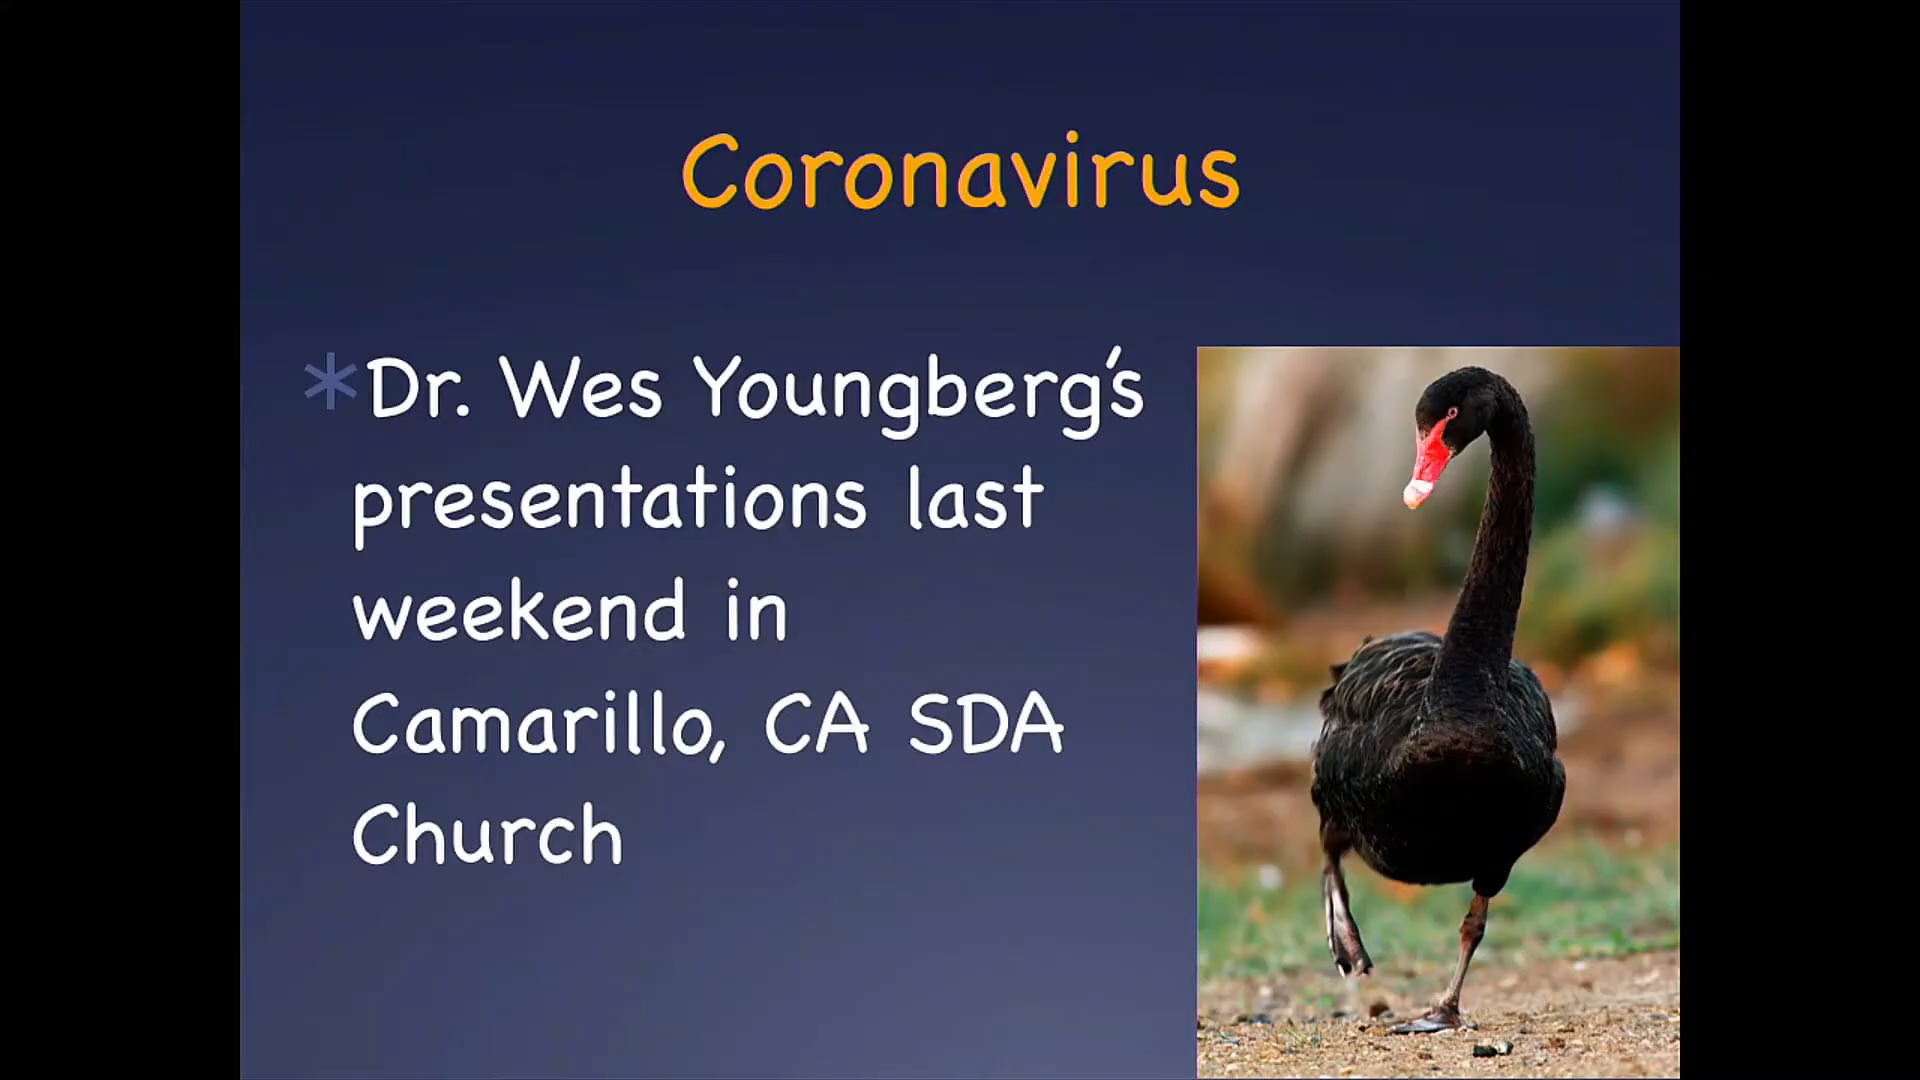 Coronavirus
*Dr. Wes Youngberg's
presentations last
weekend in
Camarillo, CA SDA
Church